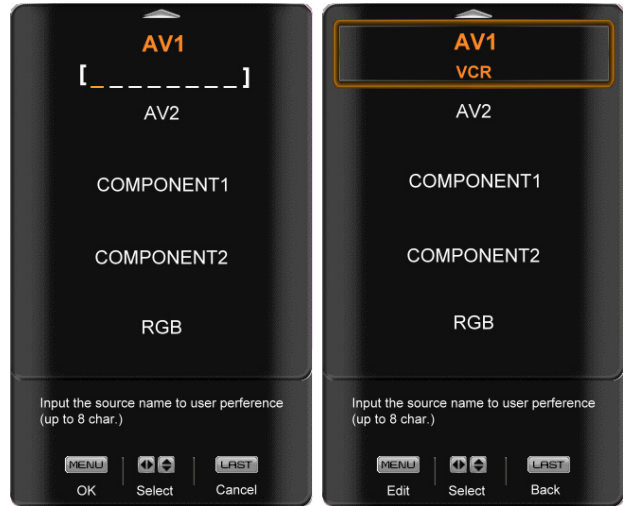 AV1
[_ _ _ _ _ _ _ _]
AV2
COMPONENT1
COMPONENT2
RGB
Input the source name to user perference
(up to 8 char.)
MENU LAST
OK Select Cancel
AV1
VCR
AV2
COMPONENT1
COMPONENT2
RGB
Input the source name to user perference
(up to 8 char.)
MENU LAST
Edit Select Back